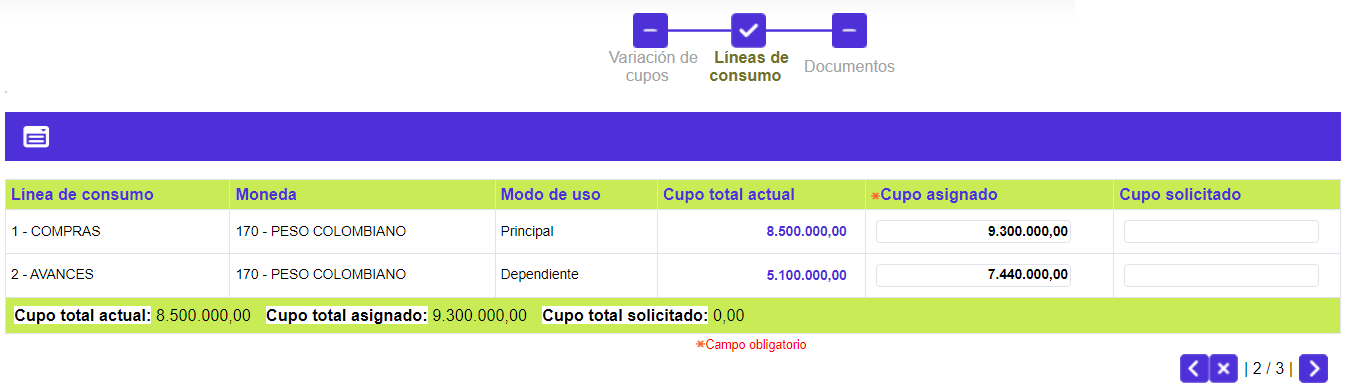 Variación de cupos
Líneas de consumo
Documentos
Línea de consumo Moneda Modo de uso Cupo total actual *Cupo asignado Cupo solicitado
1 - COMPRAS 170 - PESO COLOMBIANO Principal 8.500.000,00 9.300.000,00
2 - AVANCES 170 - PESO COLOMBIANO Dependiente 5.100.000,00 7.440.000,00
Cupo total actual: 8.500.000,00 Cupo total asignado: 9.300.000,00 Cupo total solicitado: 0,00
*Campo obligatorio
| 2 / 3 |